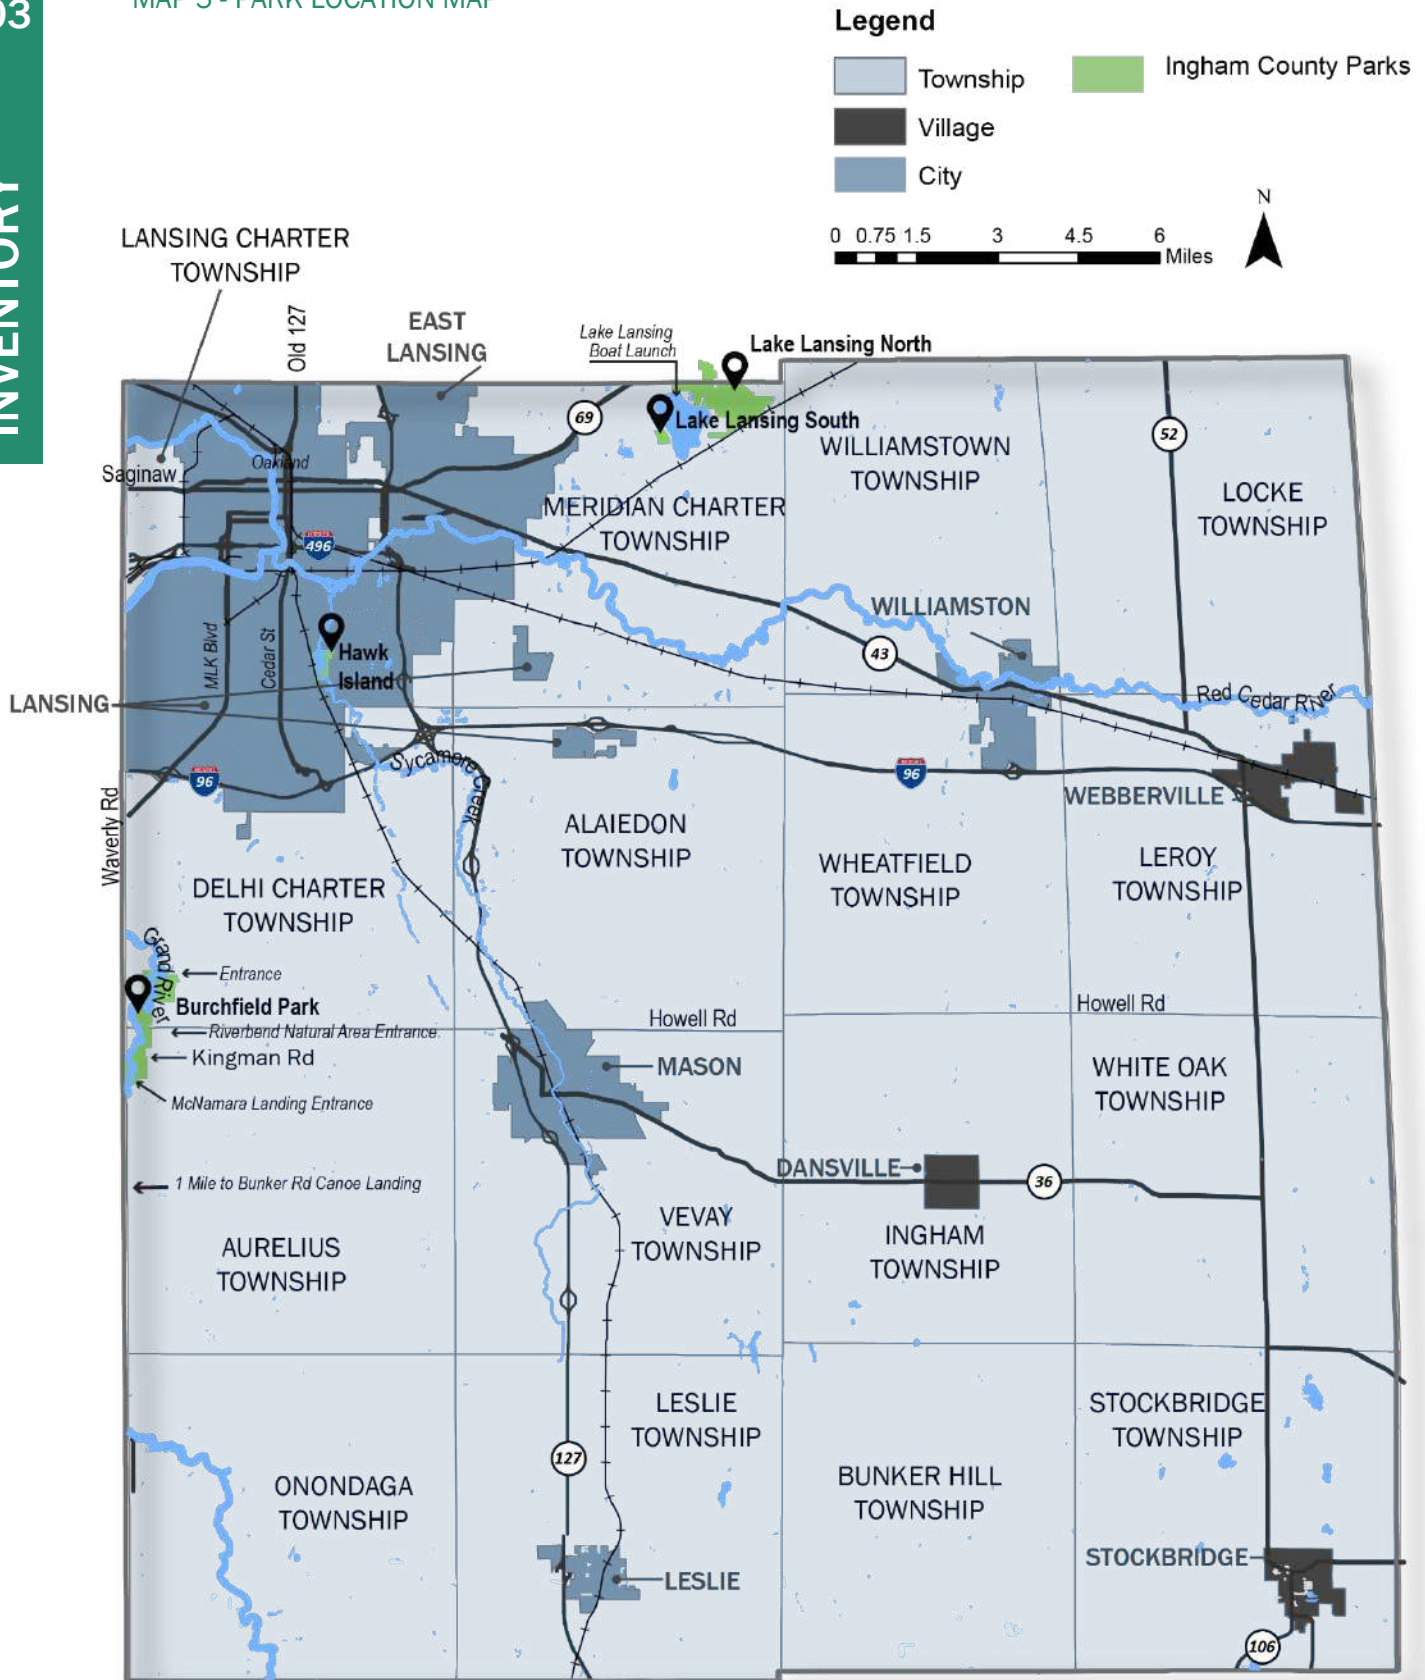 03
INVENTORY
MAP 3 - PARK LOCATION MAP
Legend
Township
Village
City
Ingham County Parks
N
0 0.75 1.5 3 4.5 6
Miles
LANSING CHARTER
TOWNSHIP
Old 127
EAST
LANSING
Lake Lansing
Boat Launch
Lake Lansing North
69
Lake Lansing South
52
WILLIAMSTOWN
TOWNSHIP
LOCKE
TOWNSHIP
Saginaw
Oakland
MERIDIAN CHARTER
TOWNSHIP
496
WILLIAMSTON
43
MLK Blvd
Cedar St
Hawk
Island
LANSING
Red Cedar River
Sycamore Creek
96
96
WEBBERVILLE
Waverly Rd
ALAIEDON
TOWNSHIP
WHEATFIELD
TOWNSHIP
LEROY
TOWNSHIP
DELHI CHARTER
TOWNSHIP
Grand River
Entrance
Burchfield Park
Riverbend Natural Area Entrance
Kingman Rd
McNamara Landing Entrance
Howell Rd
Howell Rd
MASON
WHITE OAK
TOWNSHIP
DANSVILLE
36
1 Mile to Bunker Rd Canoe Landing
VEVAY
TOWNSHIP
INGHAM
TOWNSHIP
AURELIUS
TOWNSHIP
LESLIE
TOWNSHIP
STOCKBRIDGE
TOWNSHIP
127
ONONDAGA
TOWNSHIP
BUNKER HILL
TOWNSHIP
STOCKBRIDGE
LESLIE
106